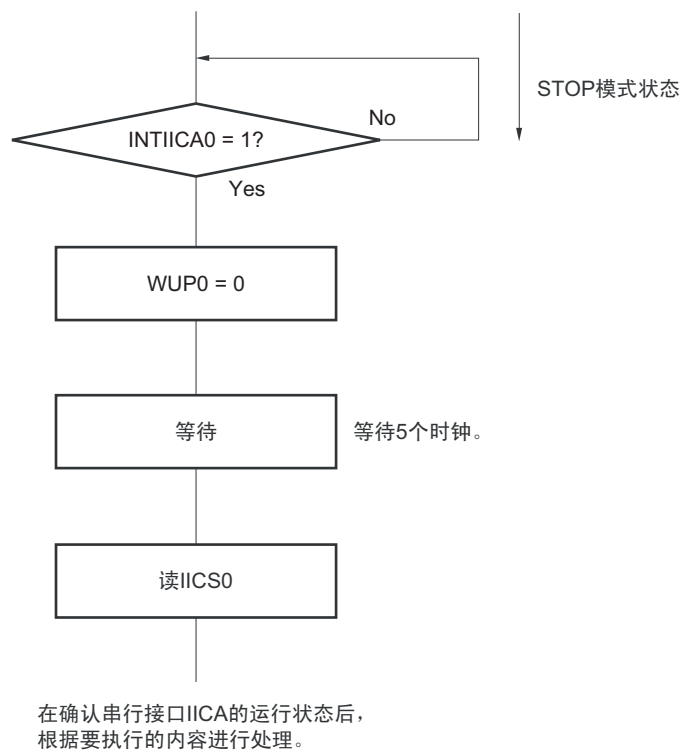 STOP模式状态
No
INTIICA0 = 1?
Yes
WUP0 = 0
等待
等待5个时钟。
读IICS0
在确认串行接口IICA的运行状态后，
根据要执行的内容进行处理。